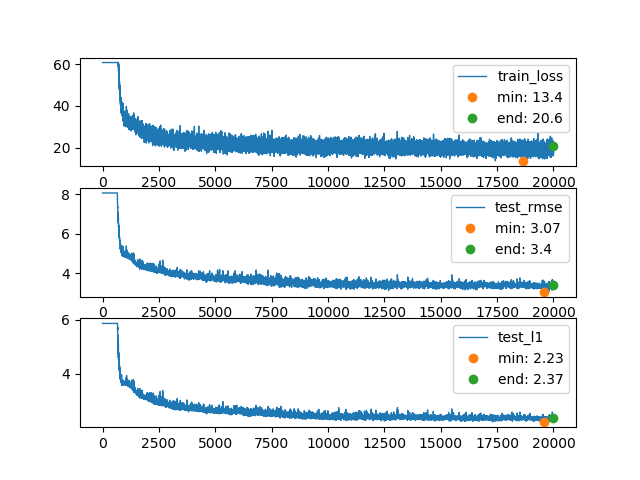 60
40
20
train_loss
min: 13.4
end: 20.6
0 2500 5000 7500 10000 12500 15000 17500 20000
8
6
4
test_rmse
min: 3.07
end: 3.4
0 2500 5000 7500 10000 12500 15000 17500 20000
6
4
test_l1
min: 2.23
end: 2.37
0 2500 5000 7500 10000 12500 15000 17500 20000